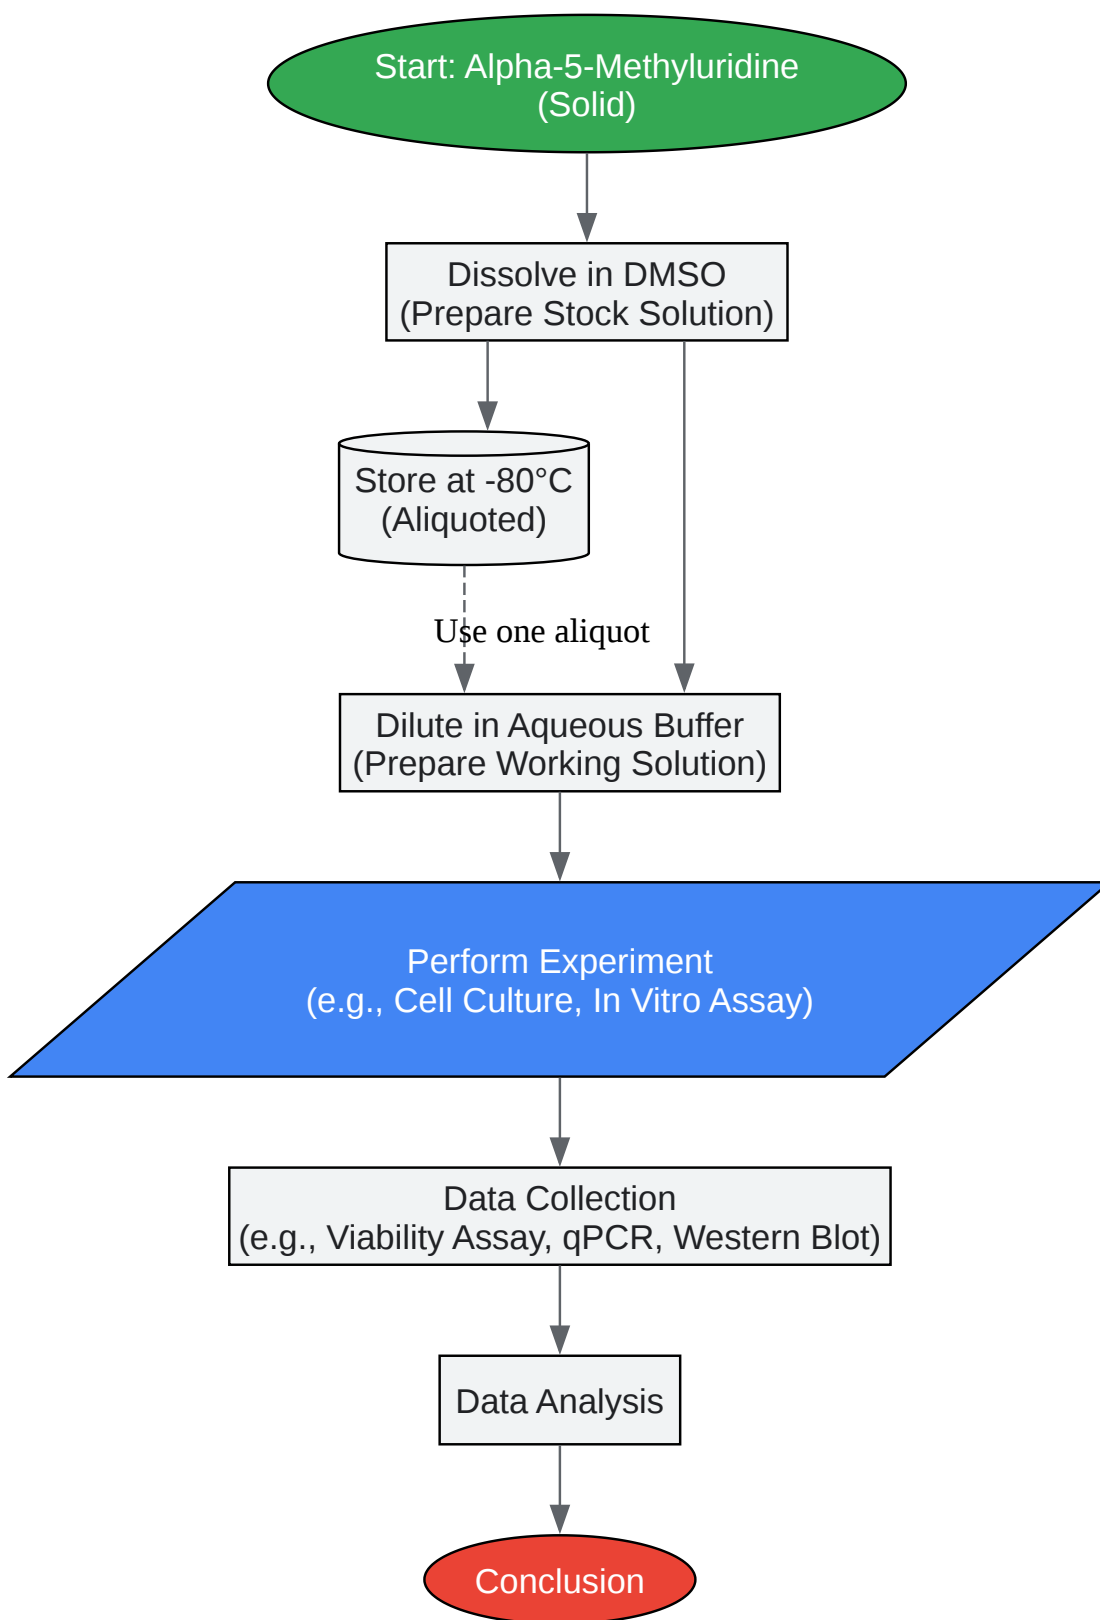 Start: Alpha-5-Methyluridine
(Solid)
Dissolve in DMSO
(Prepare Stock Solution)
Store at -80°C
(Aliquoted)
Use one aliquot
Dilute in Aqueous Buffer
(Prepare Working Solution)
Perform Experiment
(e.g., Cell Culture, In Vitro Assay)
Data Collection
(e.g., Viability Assay, qPCR, Western Blot)
Data Analysis
Conclusion